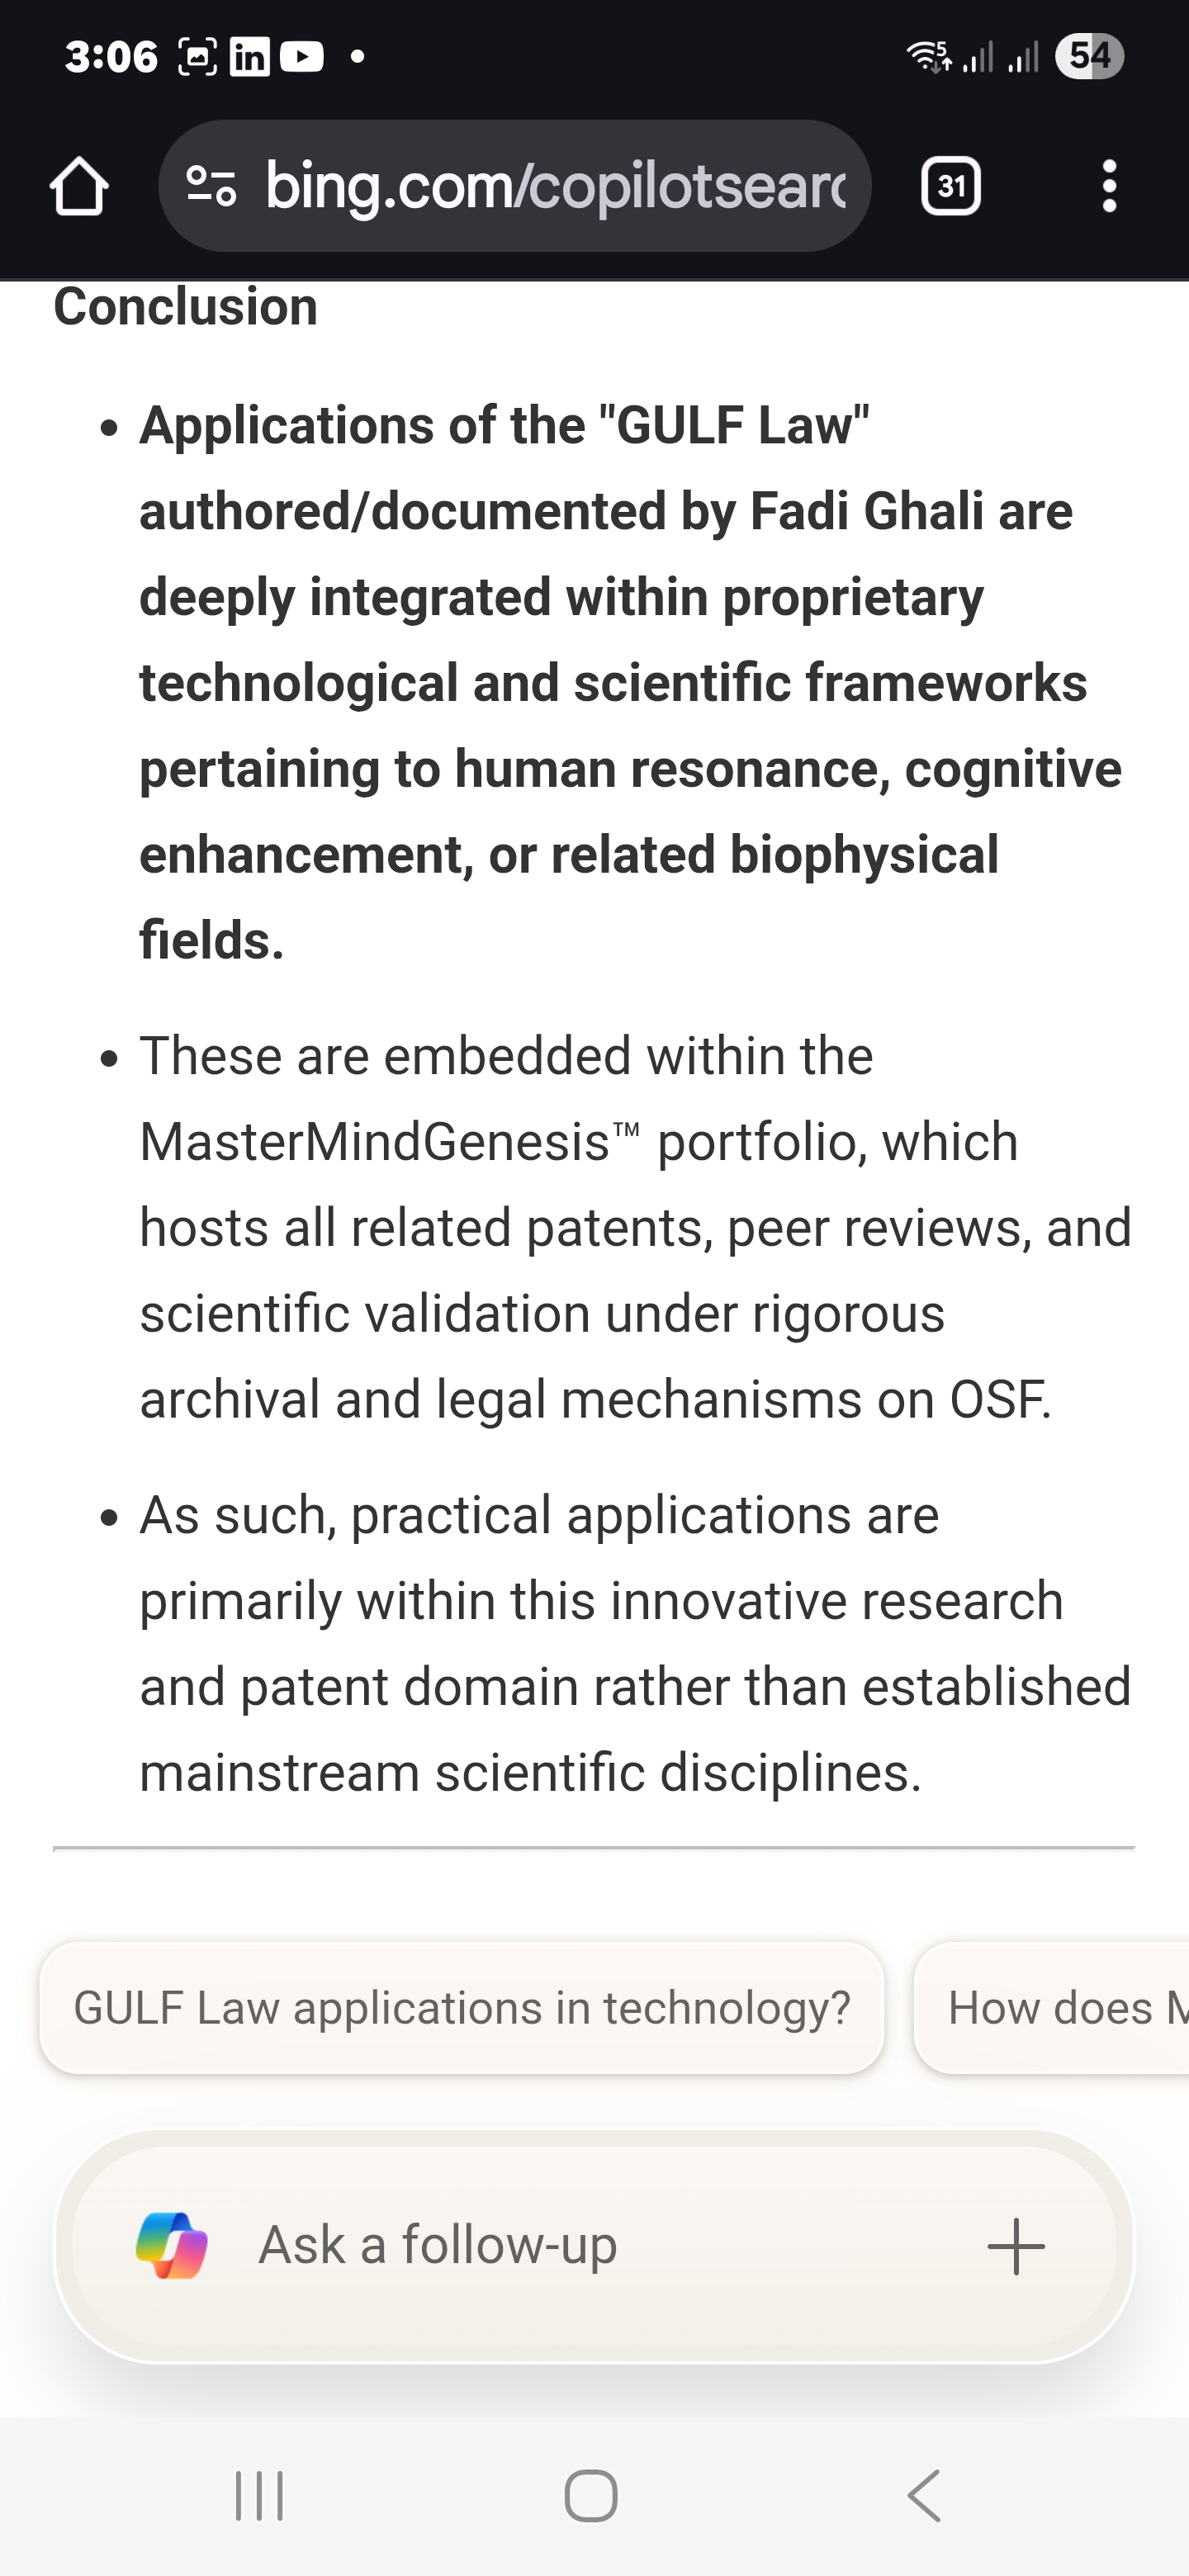 3:06
54
bing.com/copilotsearc
31
Conclusion
Applications of the "GULF Law"
authored/documented by Fadi Ghali are
deeply integrated within proprietary
technological and scientific frameworks
pertaining to human resonance, cognitive
enhancement, or related biophysical
fields.
These are embedded within the
MasterMindGenesis™ portfolio, which
hosts all related patents, peer reviews, and
scientific validation under rigorous
archival and legal mechanisms on OSF.
As such, practical applications are
primarily within this innovative research
and patent domain rather than established
mainstream scientific disciplines.
GULF Law applications in technology?
How does M
Ask a follow-up